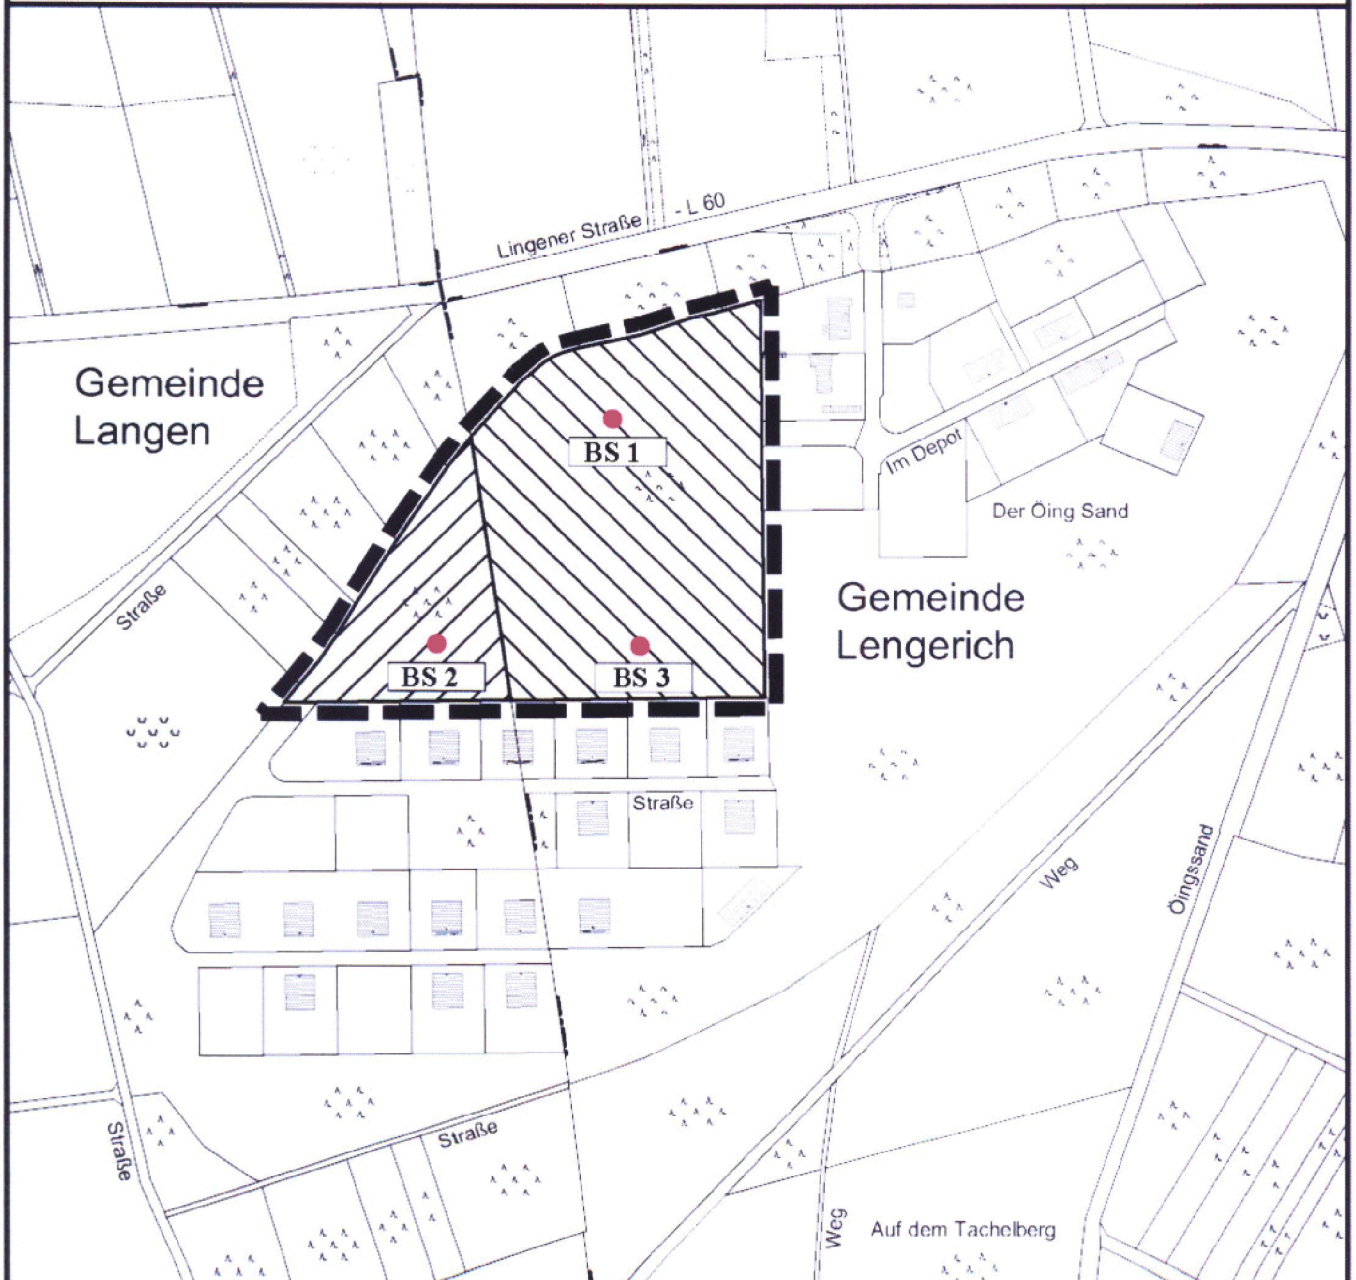 Lingener Straße - L 60
Gemeinde
Langen
BS 1
Im Depot
Der Öing Sand
Straße
Gemeinde
Lengerich
BS 2
BS 3
Straße
Weg
Öingssand
Straße
Straße
Weg
Auf dem Tachelberg